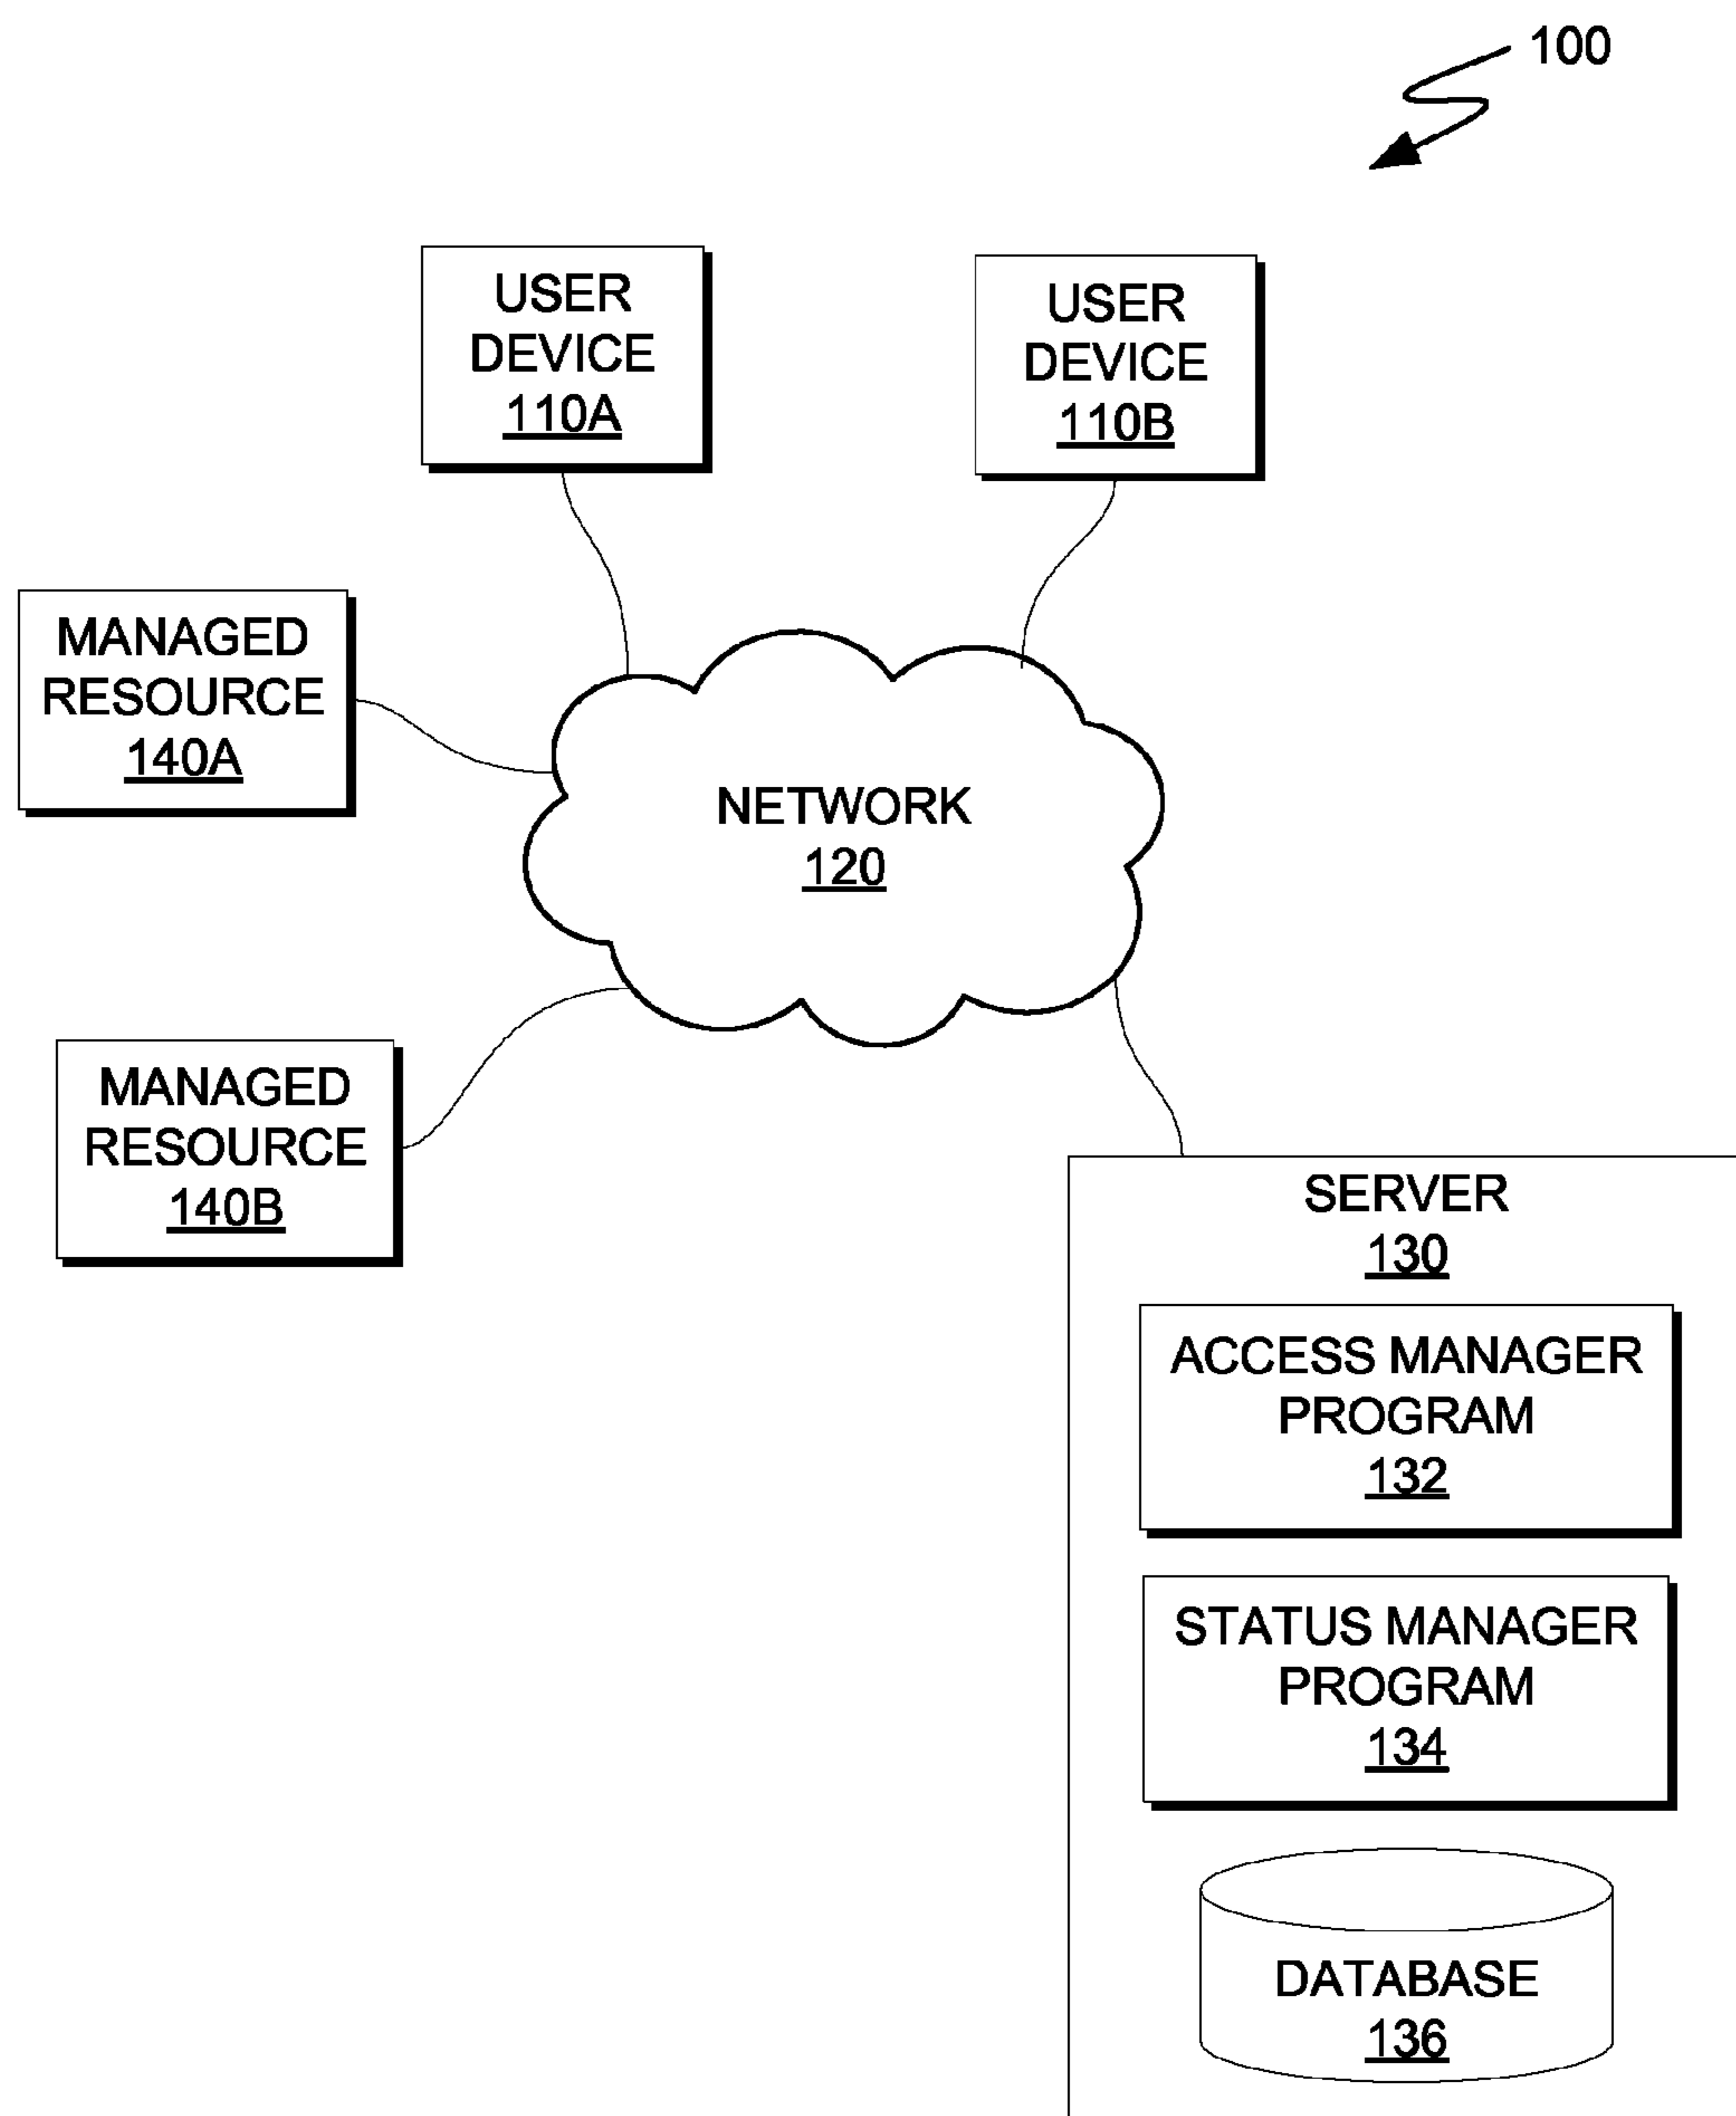 100
USER
DEVICE
110A
USER
DEVICE
110B
MANAGED
RESOURCE
140A
NETWORK
120
MANAGED
RESOURCE
140B
SERVER
130
ACCESS MANAGER
PROGRAM
132
STATUS MANAGER
PROGRAM
134
DATABASE
136